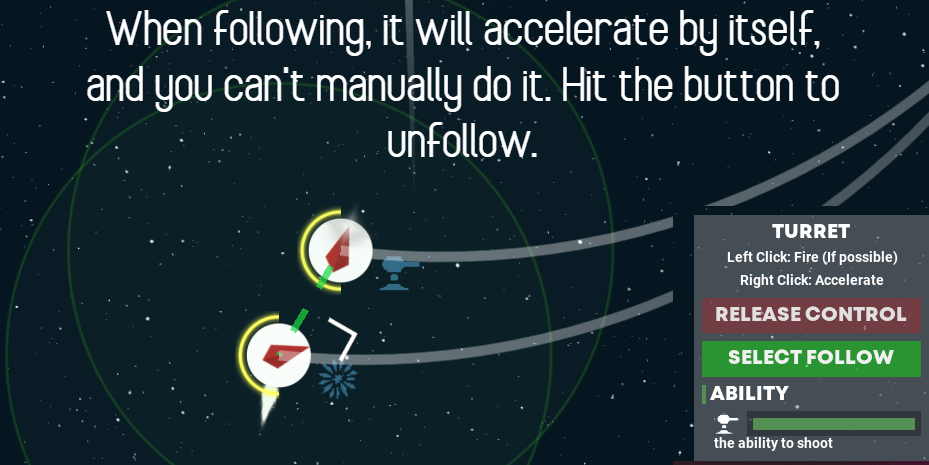 When following, it will accelerate by itself,
and you can't manually do it. Hit the button to
unfollow.
TURRET
Left Click: Fire (If possible)
Right Click: Accelerate
RELEASE CONTROL
SELECT FOLLOW
ABILITY
the ability to shoot